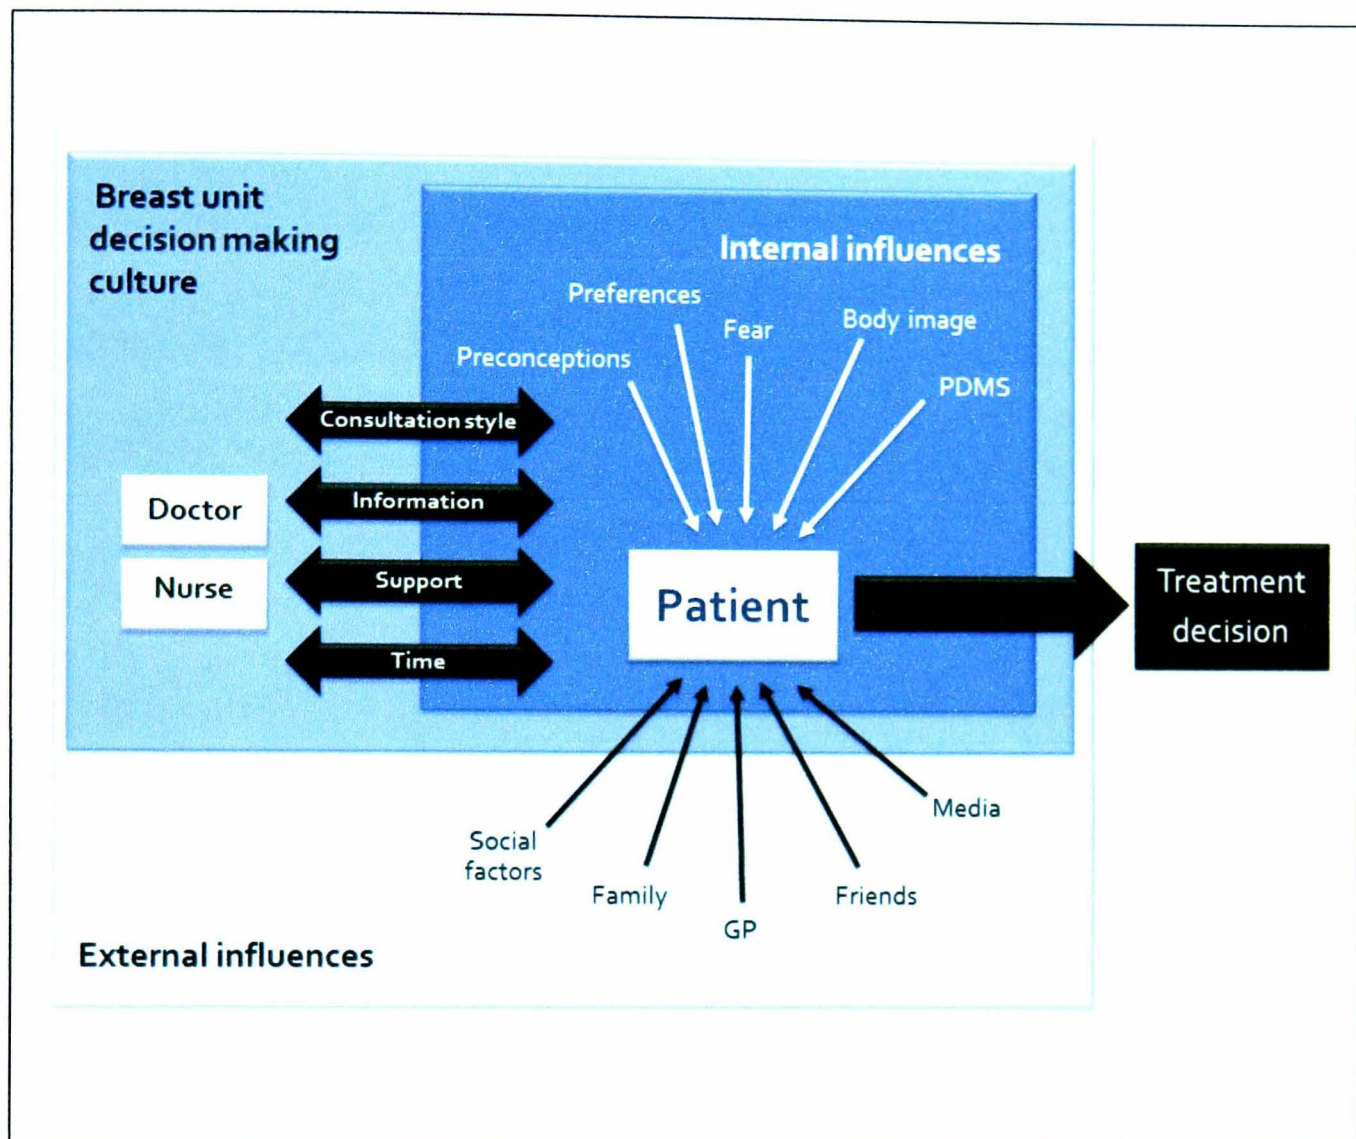 Breast unit
decision making
culture
Internal influences
Preferences
Fear
Body image
Preconceptions
PDMS
Consultation style
Information
Support
Time
Doctor
Nurse
Patient
Treatment
decision
Social
factors
Family
GP
Friends
Media
External influences